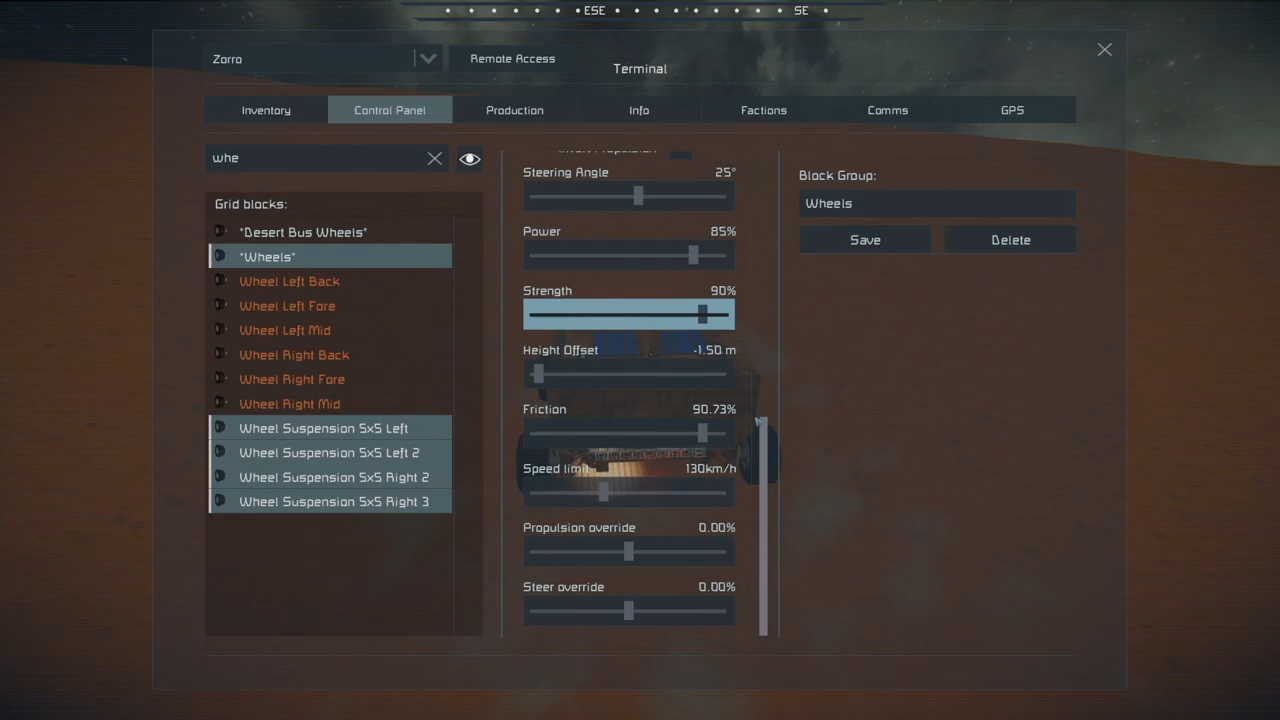 ESE
SE
Zorro
Remote Access
Terminal
Inventory
Control Panel
Production
Info
Factions
Comms
GPS
whe
Grid blocks:
*Desert Bus Wheels*
*Wheels*
Wheel Left Back
Wheel Left Fore
Wheel Left Mid
Wheel Right Back
Wheel Right Fore
Wheel Right Mid
Wheel Suspension 5x5 Left
Wheel Suspension 5x5 Left 2
Wheel Suspension 5x5 Right 2
Wheel Suspension 5x5 Right 3
Invert Propulsion
Steering Angle 25°
Power 85%
Strength 90%
Height Offset -1.50 m
Friction 90.73%
Speed limit 130km/h
Propulsion override 0.00%
Steer override 0.00%
Block Group:
Wheels
Save
Delete